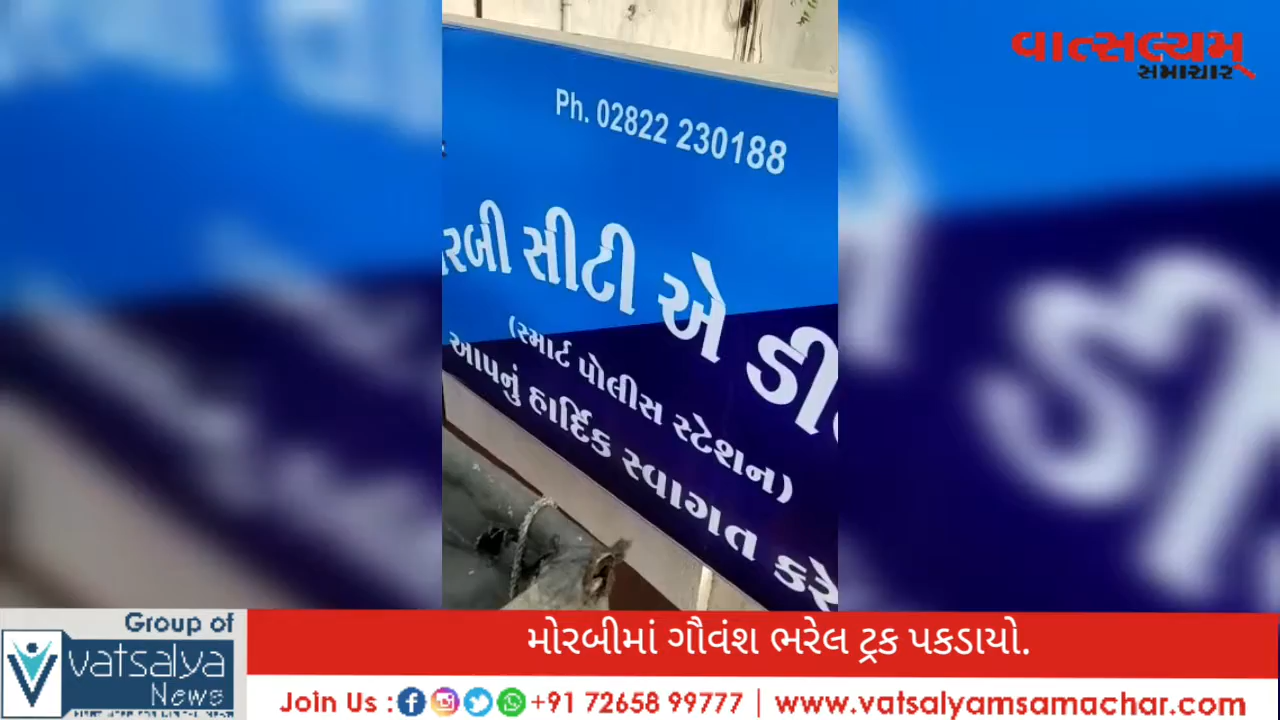 વાત્સલ્યમ્
સમાચાર
Ph. 02822 230188
રબી સીટી એ ડી
(સ્માર્ટ પોલીસ સ્ટેશન)
આપનું હાર્દિક સ્વાગત કરે
Group of
vatsalya
News
મોરબીમાં ગૌવંશ ભરેલ ટ્રક પકડાયો.
Join Us : +91 72658 99777 | www.vatsalyamsamachar.com